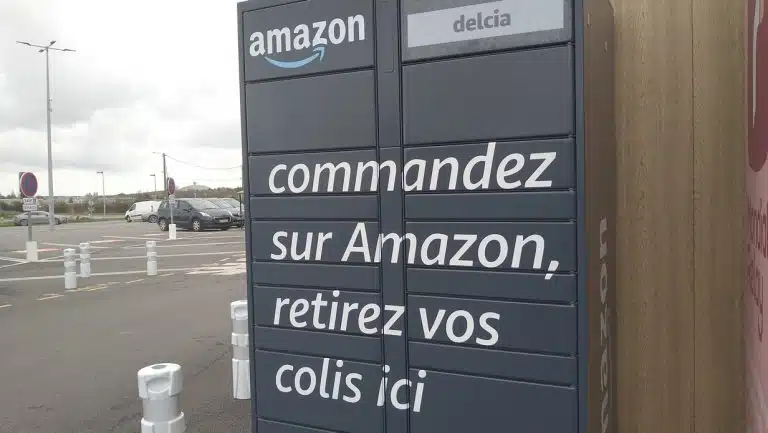 amazon
delcia
commandez
sur Amazon,
retirez vos
colis ici